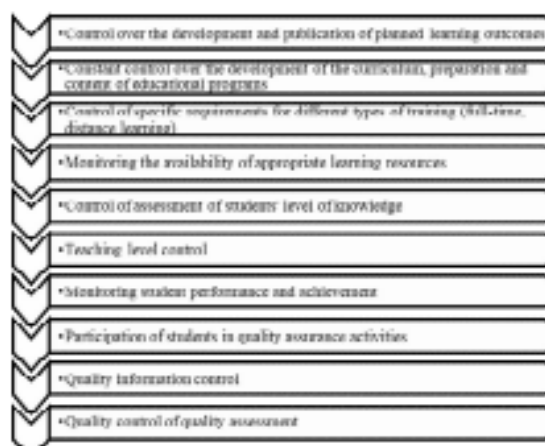 •Control over the development and publication of planned learning outcomes
•Constant control over the development of the curriculum, preparation and
content of educational programs
•Control of specific requirements for different types of training (full-time,
distance learning)
•Monitoring the availability of appropriate learning resources
•Control of assessment of students' level of knowledge
•Teaching level control
•Monitoring student performance and achievement
•Participation of students in quality assurance activities
•Quality information control
•Quality control of quality assessment